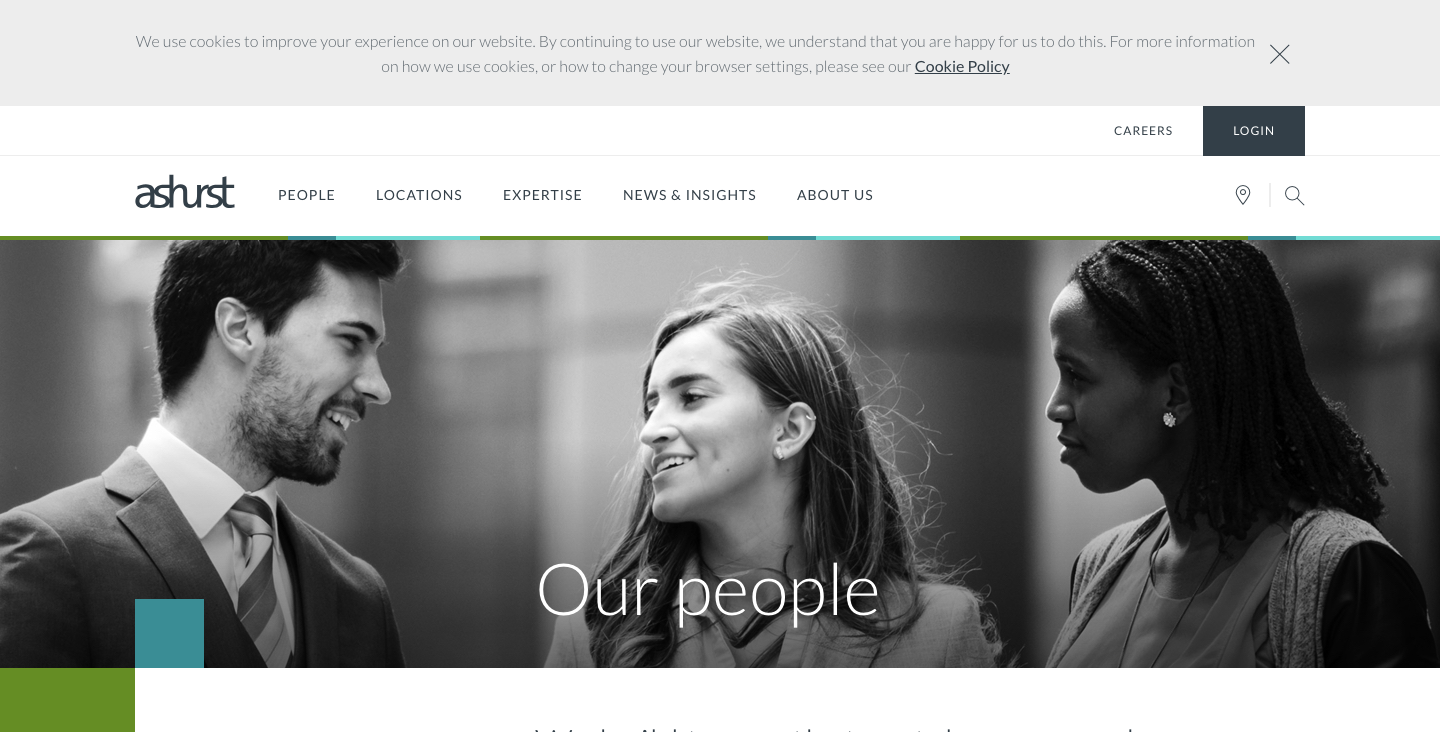 We use cookies to improve your experience on our website. By continuing to use our website, we understand that you are happy for us to do this. For more information
on how we use cookies, or how to change your browser settings, please see our Cookie Policy
CAREERS
LOGIN
ashurst
PEOPLE
LOCATIONS
EXPERTISE
NEWS & INSIGHTS
ABOUT US
Our people